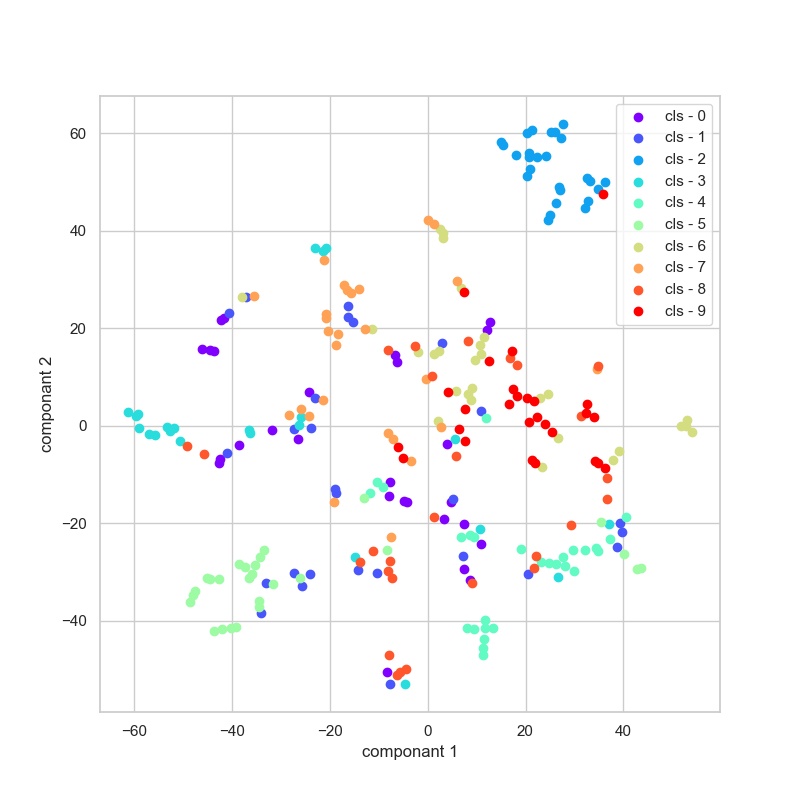 cls - 0
cls - 1
cls - 2
cls - 3
cls - 4
cls - 5
cls - 6
cls - 7
cls - 8
cls - 9
60
40
20
0
−20
−40
−60 −40 −20 0 20 40
componant 1
component 2